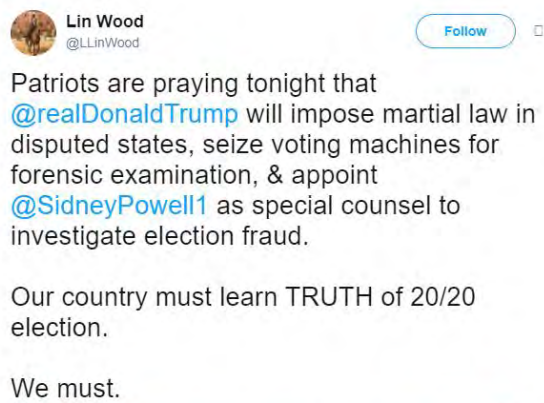 Lin Wood
@LLinWood
Follow
Patriots are praying tonight that
@realDonaldTrump will impose martial law in
disputed states, seize voting machines for
forensic examination, & appoint
@SidneyPowell1 as special counsel to
investigate election fraud.
Our country must learn TRUTH of 20/20
election.
We must.